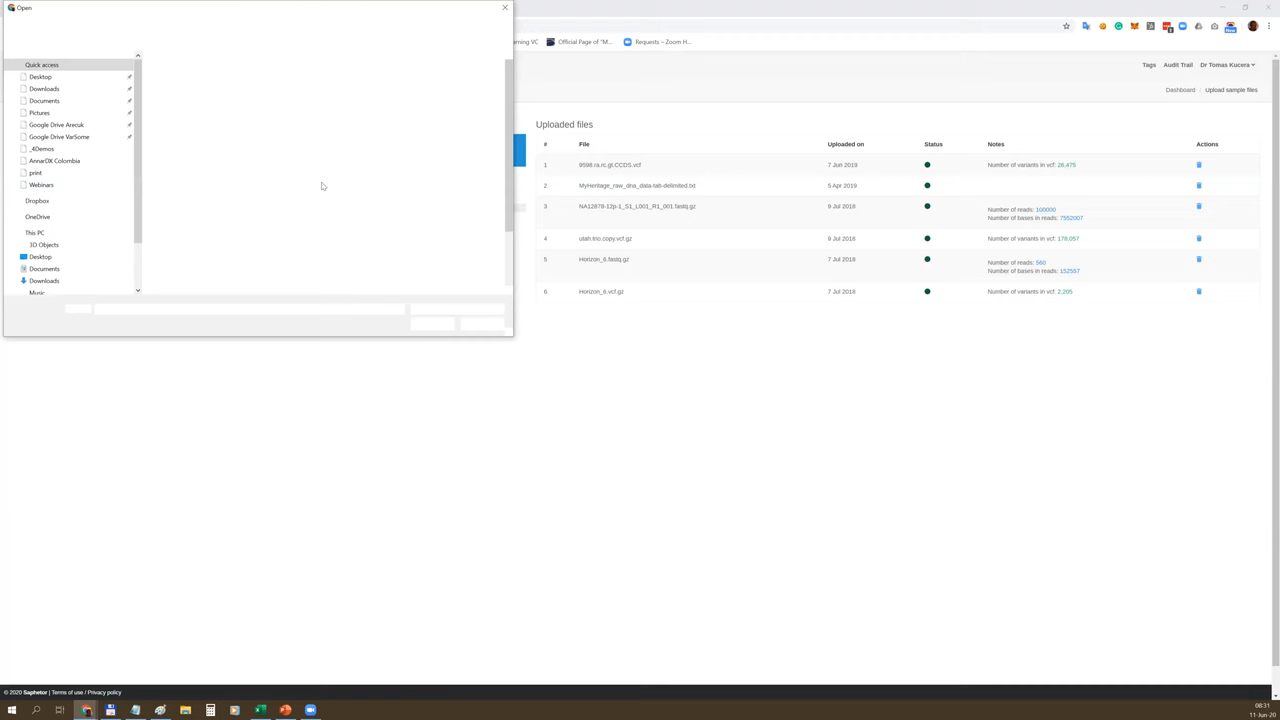 Open
Quick access
Desktop
Downloads
Documents
Pictures
Google Drive Arecuk
Google Drive VarSome
_4Demos
AnnarDX Colombia
print
Webinars
Dropbox
OneDrive
This PC
3D Objects
Desktop
Documents
Downloads
Music
arning VC Official Page of "M... Requests – Zoom H...
New
Tags Audit Trail Dr Tomas Kucera
Dashboard / Upload sample files
Uploaded files
# File Uploaded on Status Notes Actions
1 9598.ra.rc.gt.CCDS.vcf 7 Jun 2019 Number of variants in vcf: 26,475
2 MyHeritage_raw_dna_data-tab-delimited.txt 5 Apr 2019
3 NA12878-12p-1_S1_L001_R1_001.fastq.gz 9 Jul 2018 Number of reads: 100000
Number of bases in reads: 7552007
4 utah.trio.copy.vcf.gz 9 Jul 2018 Number of variants in vcf: 178,057
5 Horizon_6.fastq.gz 7 Jul 2018 Number of reads: 560
Number of bases in reads: 152557
6 Horizon_6.vcf.gz 7 Jul 2018 Number of variants in vcf: 2,205
© 2020 Saphetor | Terms of use / Privacy policy
08:31
11-Jun-20